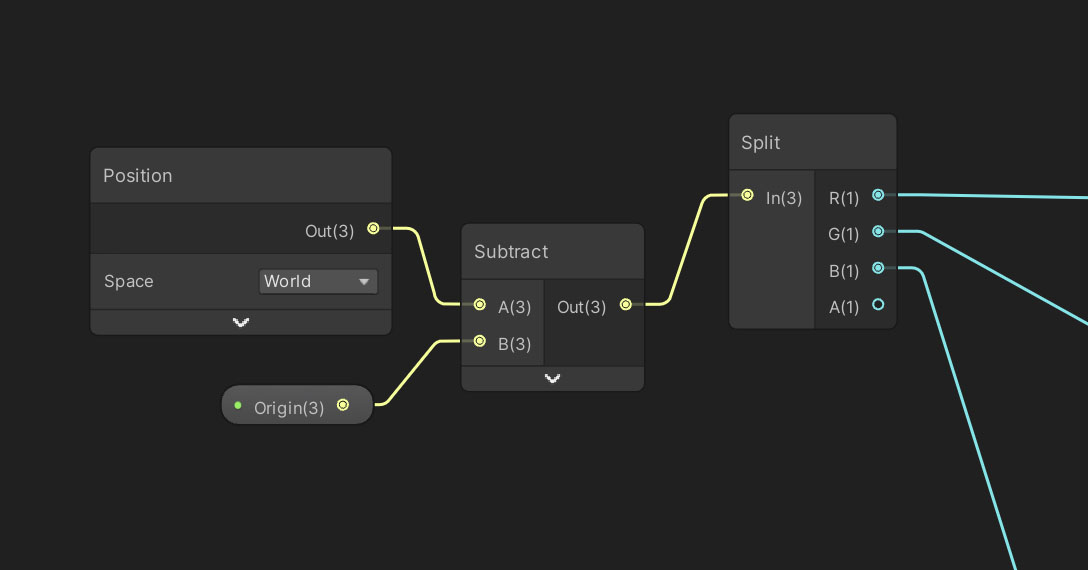 Position
Out(3)
Space
World
Origin(3)
Subtract
A(3)
Out(3)
B(3)
Split
In(3)
R(1)
G(1)
B(1)
A(1)